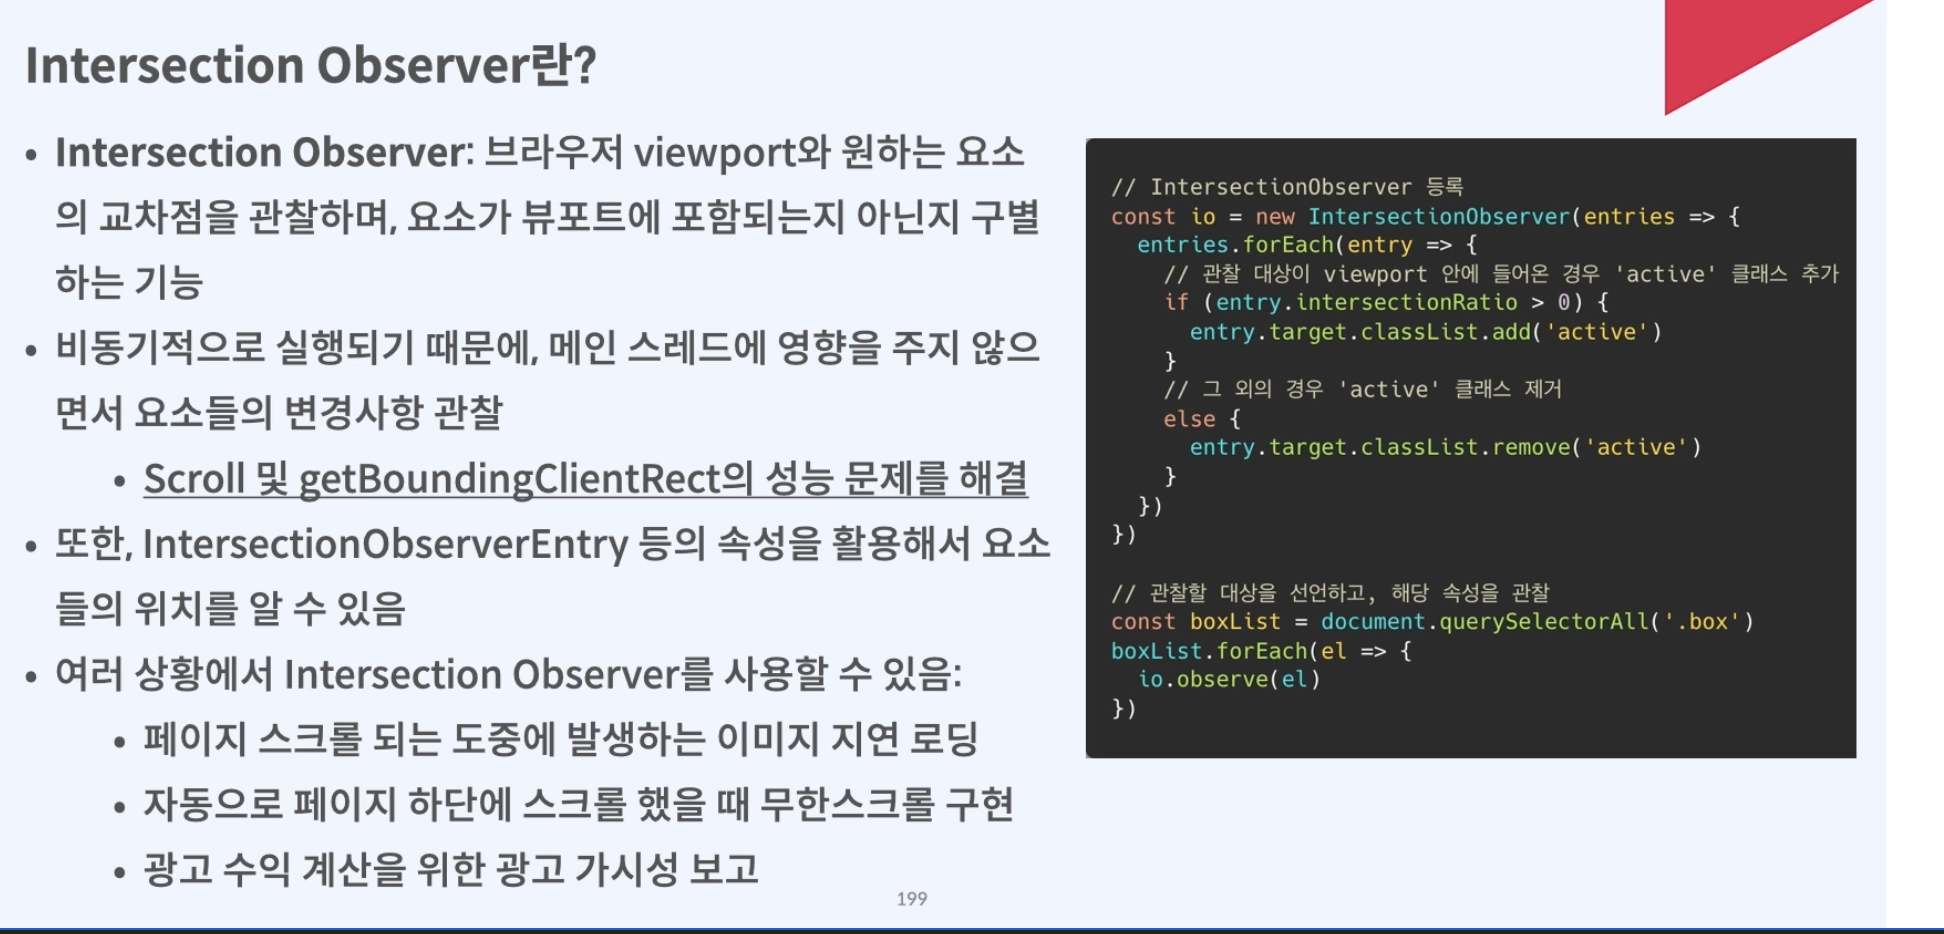 Intersection Observer란?
• Intersection Observer: 브라우저 viewport와 원하는 요소
의 교차점을 관찰하며, 요소가 뷰포트에 포함되는지 아닌지 구별
하는 기능
• 비동기적으로 실행되기 때문에, 메인 스레드에 영향을 주지 않으
면서 요소들의 변경사항 관찰
• Scroll 및 getBoundingClientRect의 성능 문제를 해결
• 또한, IntersectionObserverEntry 등의 속성을 활용해서 요소
들의 위치를 알 수 있음
• 여러 상황에서 Intersection Observer를 사용할 수 있음:
• 페이지 스크롤 되는 도중에 발생하는 이미지 지연 로딩
• 자동으로 페이지 하단에 스크롤 했을 때 무한스크롤 구현
• 광고 수익 계산을 위한 광고 가시성 보고
// IntersectionObserver 등록
const io = new IntersectionObserver(entries => {
  entries.forEach(entry => {
    // 관찰 대상이 viewport 안에 들어온 경우 'active' 클래스 추가
    if (entry.intersectionRatio > 0) {
      entry.target.classList.add('active')
    }
    // 그 외의 경우 'active' 클래스 제거
    else {
      entry.target.classList.remove('active')
    }
  })
})
// 관찰할 대상을 선언하고, 해당 속성을 관찰
const boxList = document.querySelectorAll('.box')
boxList.forEach(el => {
  io.observe(el)
})
199